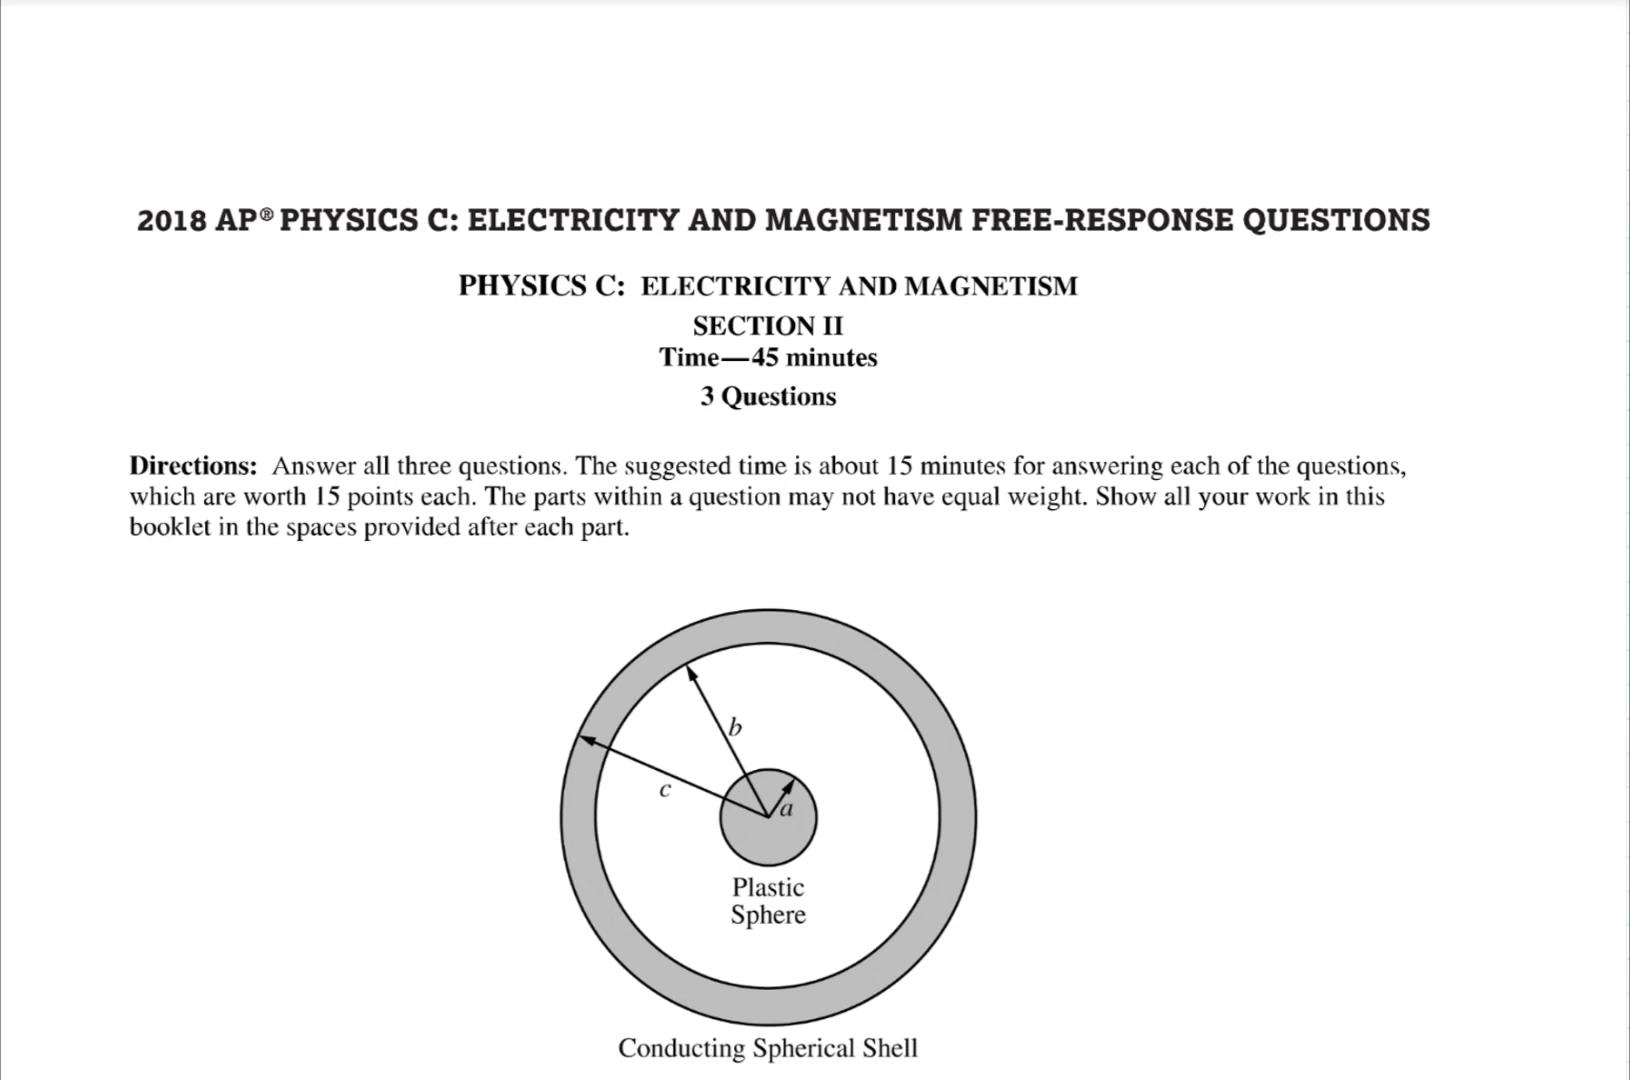 2018 AP® PHYSICS C: ELECTRICITY AND MAGNETISM FREE-RESPONSE QUESTIONS
PHYSICS C: ELECTRICITY AND MAGNETISM
SECTION II
Time—45 minutes
3 Questions
Directions: Answer all three questions. The suggested time is about 15 minutes for answering each of the questions,
which are worth 15 points each. The parts within a question may not have equal weight. Show all your work in this
booklet in the spaces provided after each part.
b
c
a
Plastic
Sphere
Conducting Spherical Shell